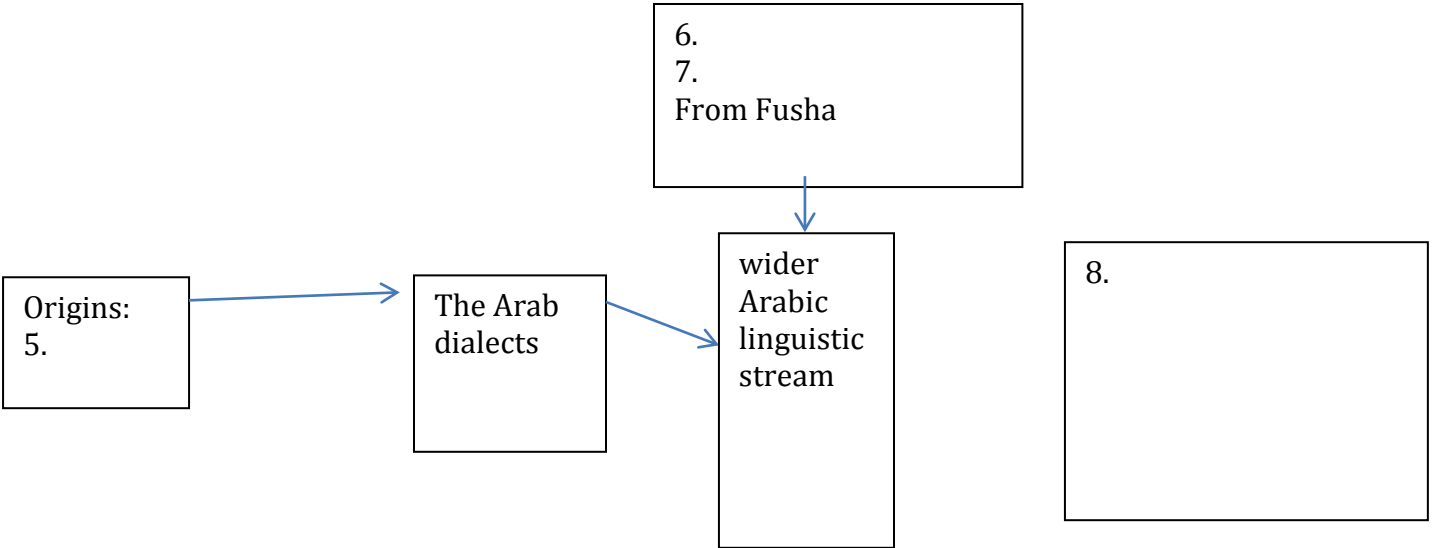 6.
7.
From Fusha
Origins:
5.
The Arab
dialects
wider
Arabic
linguistic
stream
8.